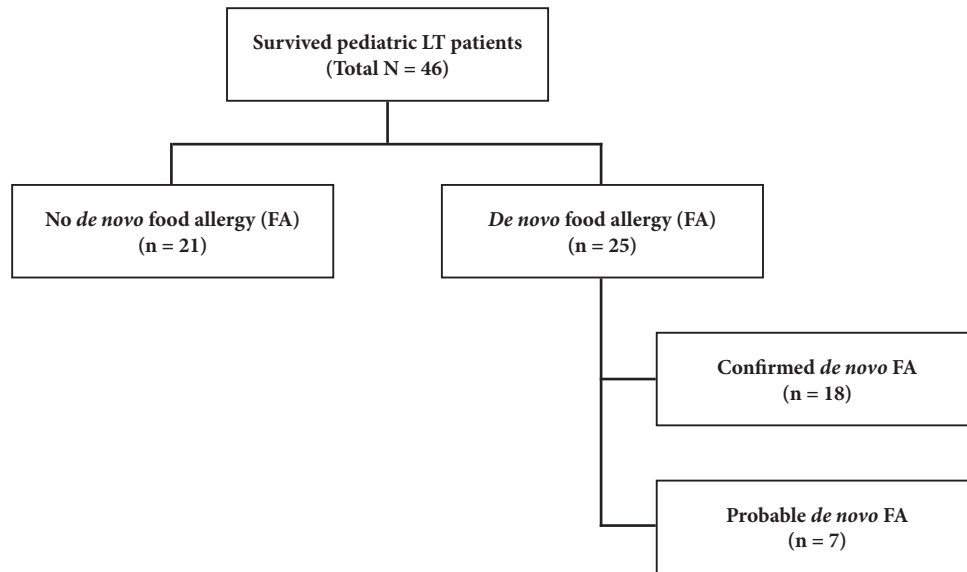 Survived pediatric LT patients
(Total N = 46)
No de novo food allergy (FA)
(n = 21)
De novo food allergy (FA)
(n = 25)
Confirmed de novo FA
(n = 18)
Probable de novo FA
(n = 7)